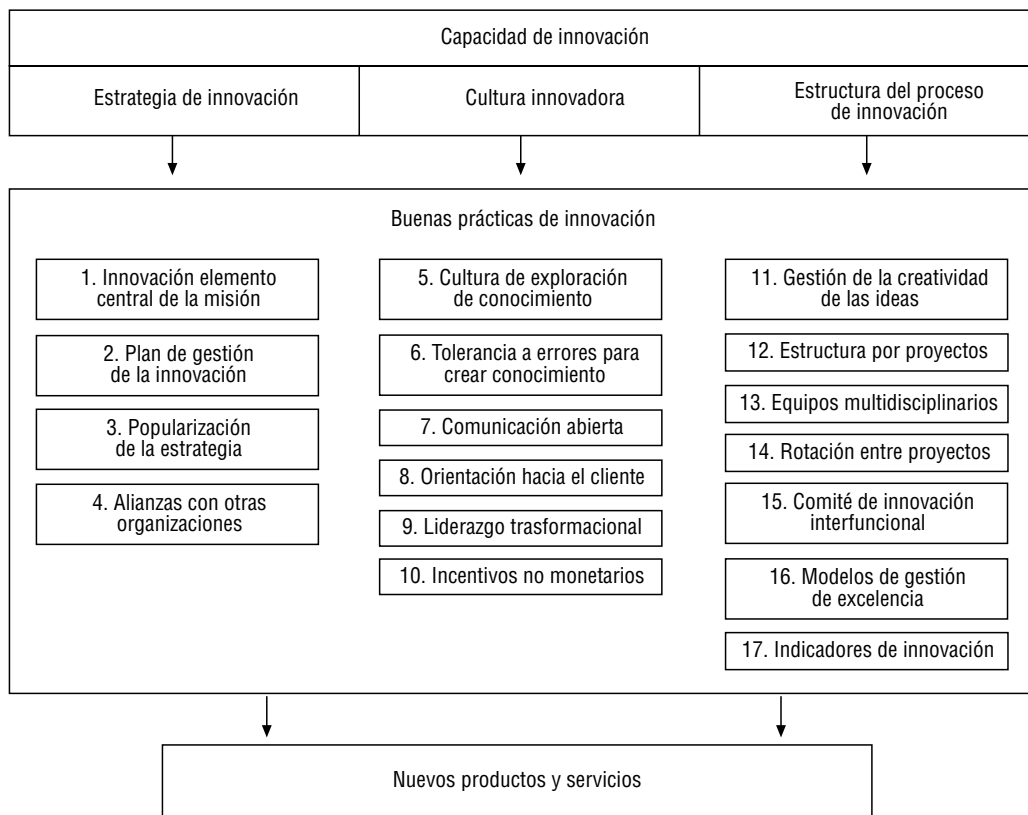 Capacidad de innovación
Estrategia de innovación
Cultura innovadora
Estructura del proceso
de innovación
Buenas prácticas de innovación
1. Innovación elemento
central de la misión
2. Plan de gestión
de la innovación
3. Popularización
de la estrategia
4. Alianzas con otras
organizaciones
5. Cultura de exploración
de conocimiento
6. Tolerancia a errores para
crear conocimiento
7. Comunicación abierta
8. Orientación hacia el cliente
9. Liderazgo trasformacional
10. Incentivos no monetarios
11. Gestión de la creatividad
de las ideas
12. Estructura por proyectos
13. Equipos multidisciplinarios
14. Rotación entre proyectos
15. Comité de innovación
interfuncional
16. Modelos de gestión
de excelencia
17. Indicadores de innovación
Nuevos productos y servicios